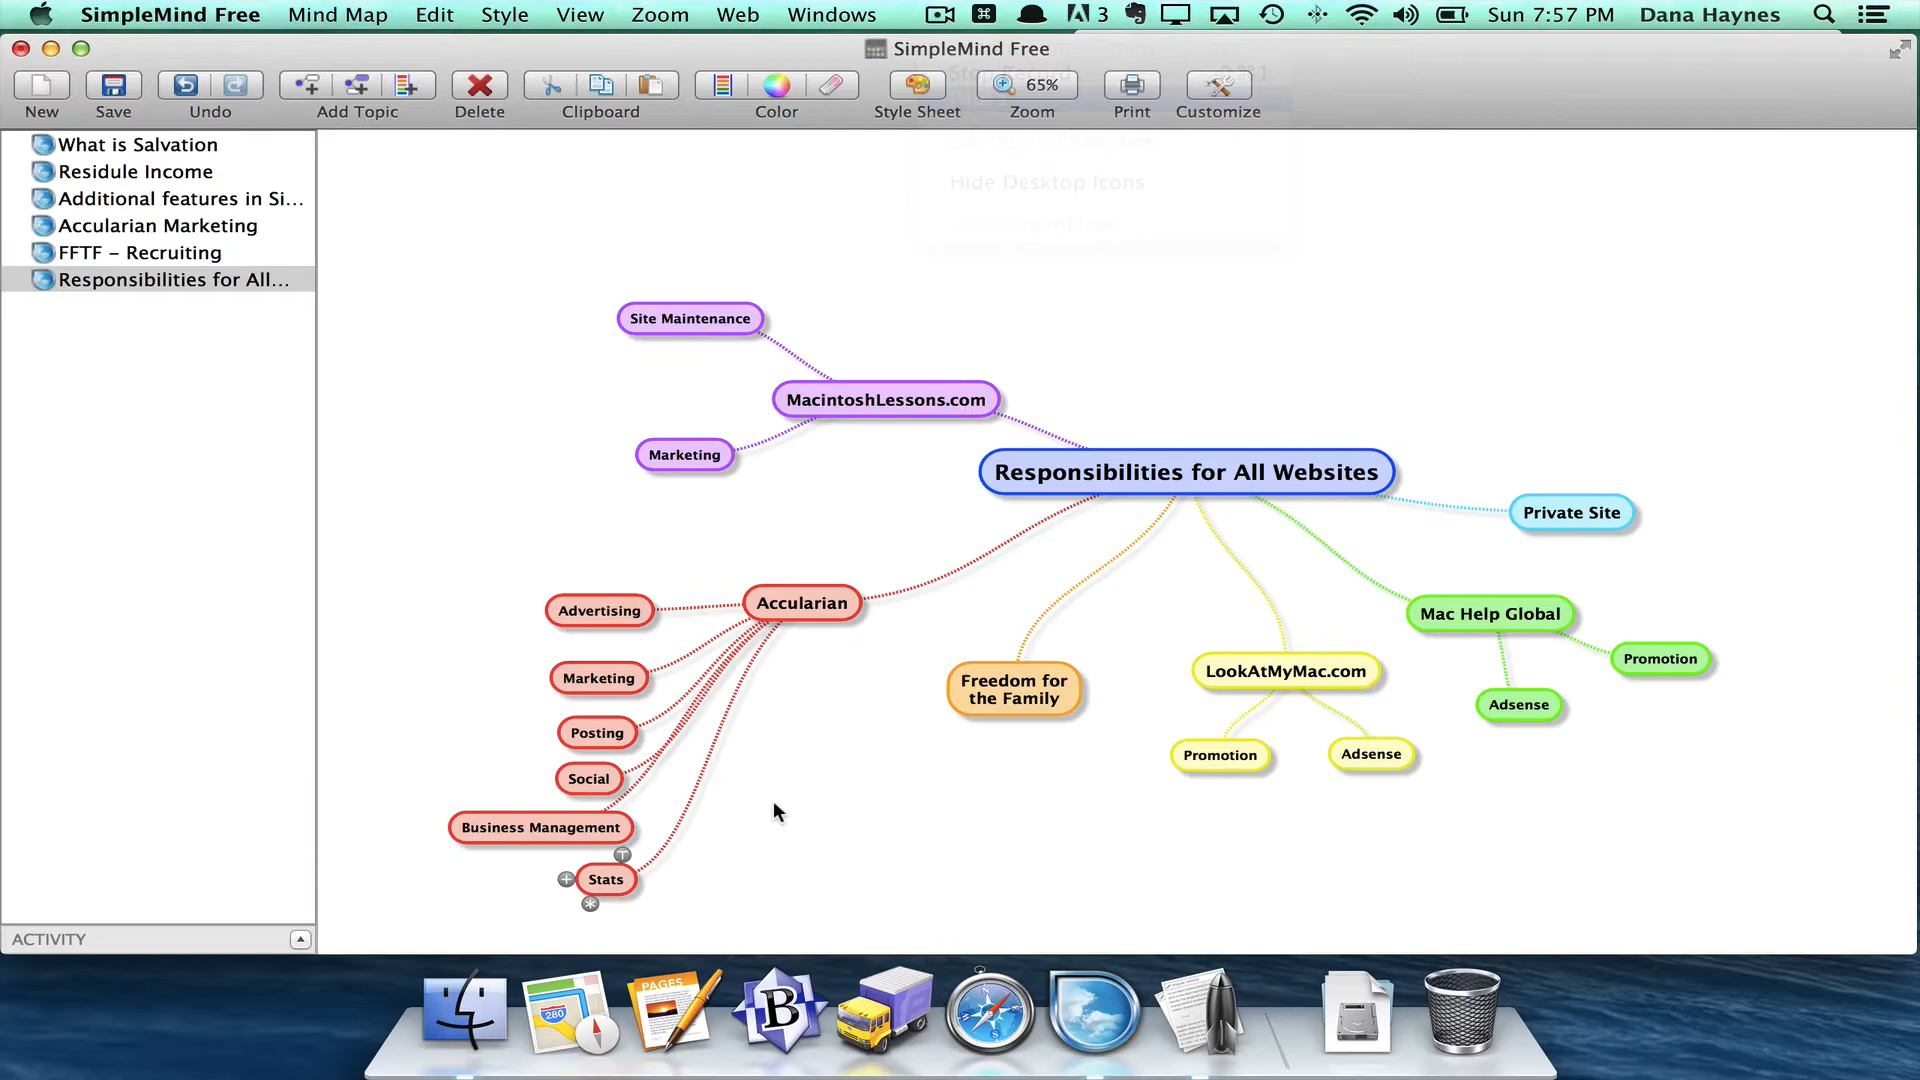 SimpleMind Free Mind Map Edit Style View Zoom Web Windows 3 Sun 7:57 PM Dana Haynes
SimpleMind Free
65%
New Save Undo Add Topic Delete Clipboard Color Style Sheet Zoom Print Customize
Hide Desktop Icons
What is Salvation
Residule Income
Additional features in Si...
Accularian Marketing
FFTF - Recruiting
Responsibilities for All...
Site Maintenance
MacintoshLessons.com
Marketing
Responsibilities for All Websites
Private Site
Accularian
Advertising
Mac Help Global
Promotion
LookAtMyMac.com
Marketing
Freedom for
the Family
Adsense
Posting
Promotion
Adsense
Social
Business Management
Stats
ACTIVITY
280
PAGES
B